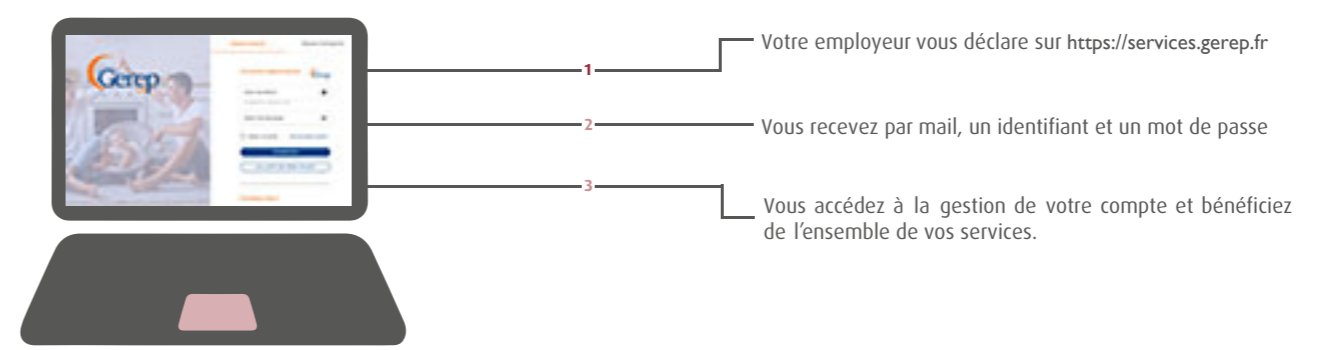 Gerep
1
Votre employeur vous déclare sur https://services.gerep.fr
2
Vous recevez par mail, un identifiant et un mot de passe
3
Vous accédez à la gestion de votre compte et bénéficiez
de l'ensemble de vos services.